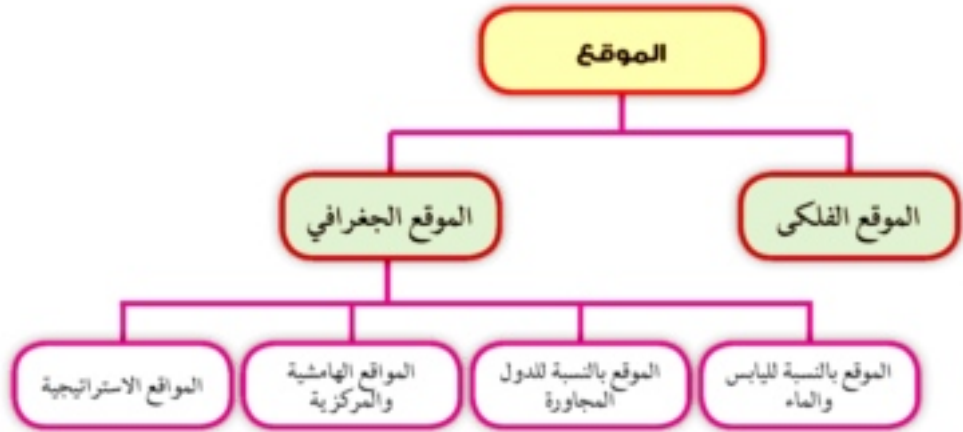 الموقع
الموقع الفلكى
الموقع الجغرافي
الموقع بالنسبة لليابس
والماء
الموقع بالنسبة للدول
المجاورة
المواقع الهامشية
والمركزية
المواقع الاستراتيجية